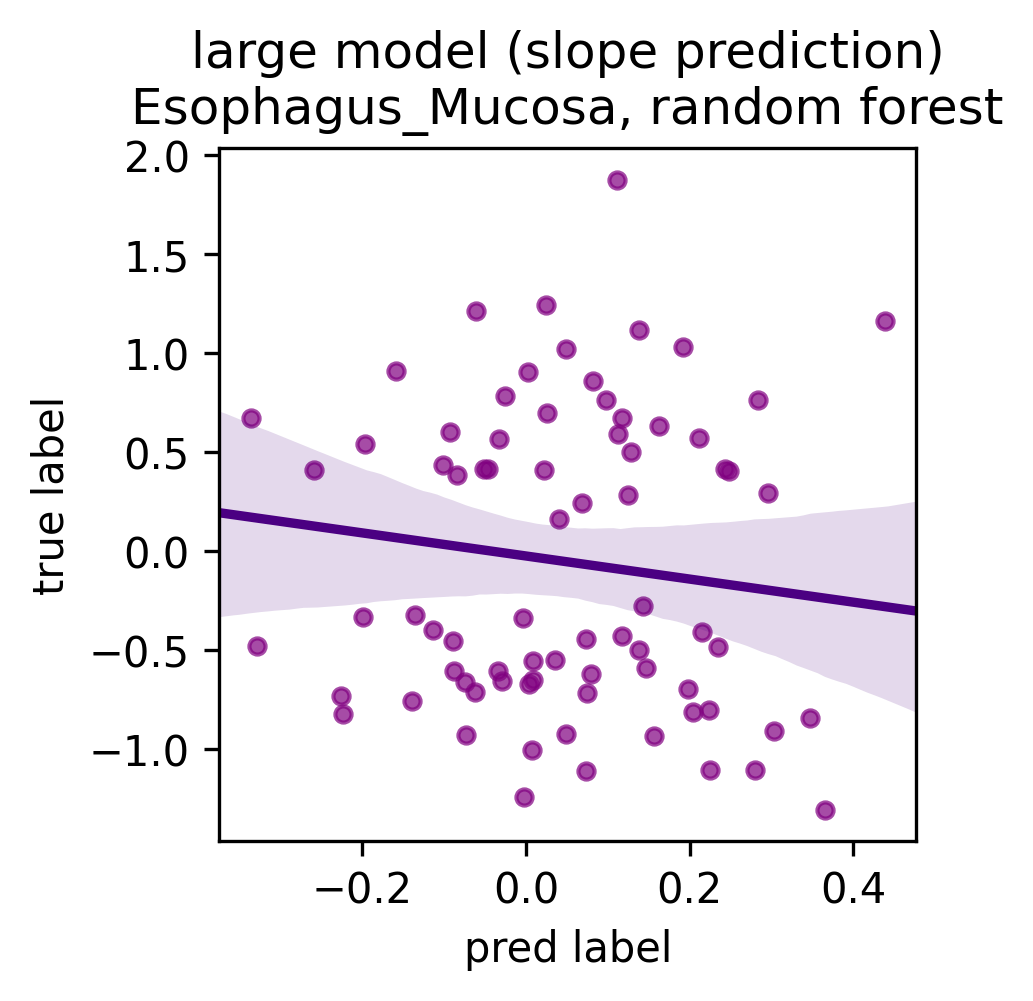 large model (slope prediction)
Esophagus_Mucosa, random forest
2.0
1.5
1.0
0.5
0.0
−0.5
−1.0
true label
−0.2
0.0
0.2
0.4
pred label